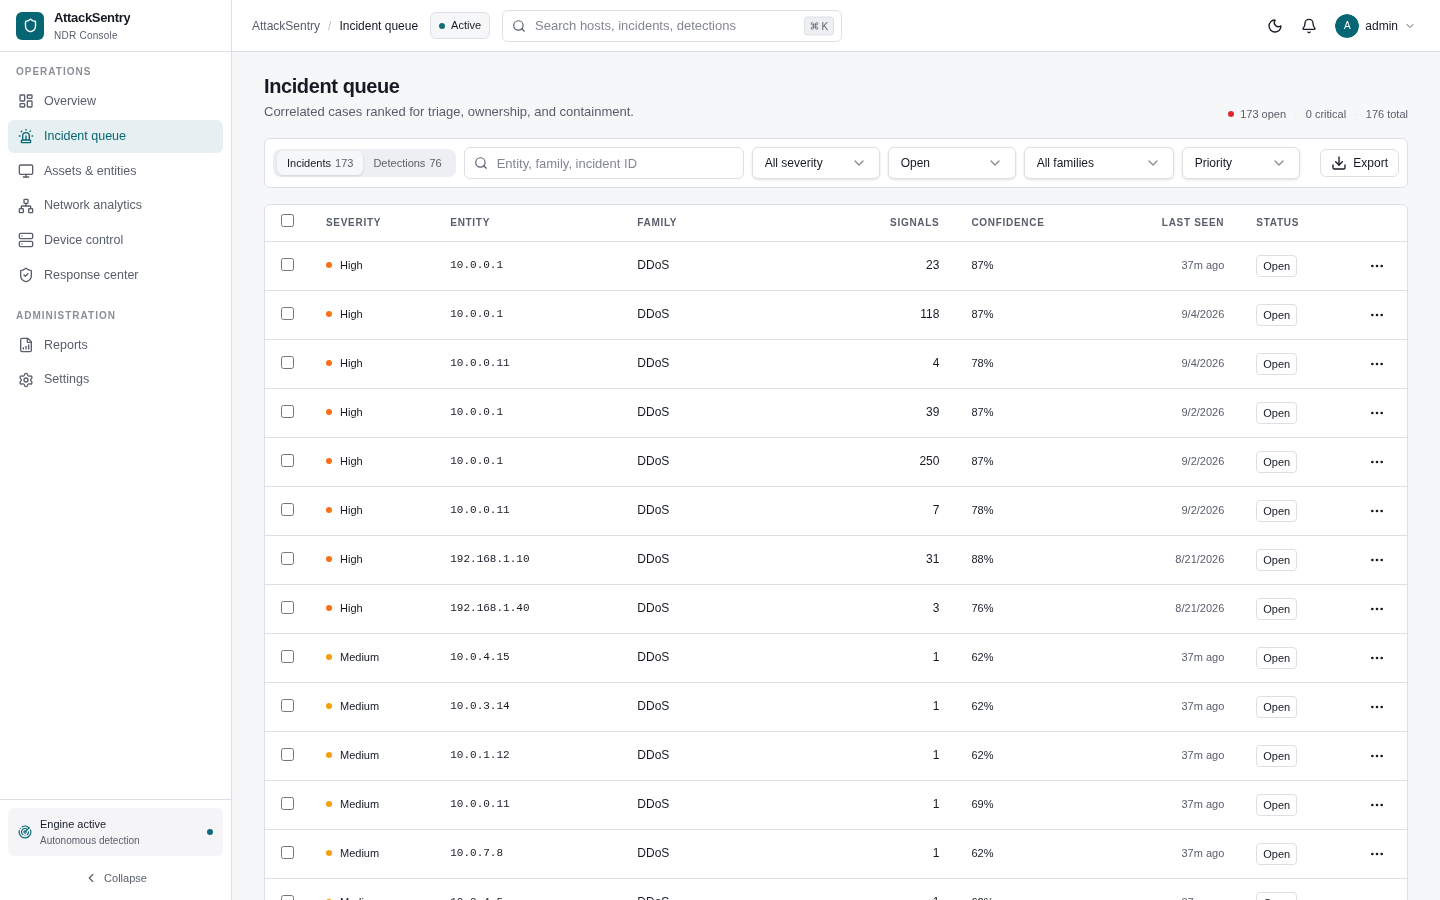 AttackSentry
NDR Console
OPERATIONS
Overview
Incident queue
Assets & entities
Network analytics
Device control
Response center
ADMINISTRATION
Reports
Settings
Engine active
Autonomous detection
Collapse
AttackSentry / Incident queue Active Search hosts, incidents, detections ⌘ K A admin
Incident queue
Correlated cases ranked for triage, ownership, and containment.
173 open · 0 critical · 176 total
Incidents 173 Detections 76 Entity, family, incident ID All severity Open All families Priority Export
SEVERITY ENTITY FAMILY SIGNALS CONFIDENCE LAST SEEN STATUS
High 10.0.0.1 DDoS 23 87% 37m ago Open
High 10.0.0.1 DDoS 118 87% 9/4/2026 Open
High 10.0.0.11 DDoS 4 78% 9/4/2026 Open
High 10.0.0.1 DDoS 39 87% 9/2/2026 Open
High 10.0.0.1 DDoS 250 87% 9/2/2026 Open
High 10.0.0.11 DDoS 7 78% 9/2/2026 Open
High 192.168.1.10 DDoS 31 88% 8/21/2026 Open
High 192.168.1.40 DDoS 3 76% 8/21/2026 Open
Medium 10.0.4.15 DDoS 1 62% 37m ago Open
Medium 10.0.3.14 DDoS 1 62% 37m ago Open
Medium 10.0.1.12 DDoS 1 62% 37m ago Open
Medium 10.0.0.11 DDoS 1 69% 37m ago Open
Medium 10.0.7.8 DDoS 1 62% 37m ago Open